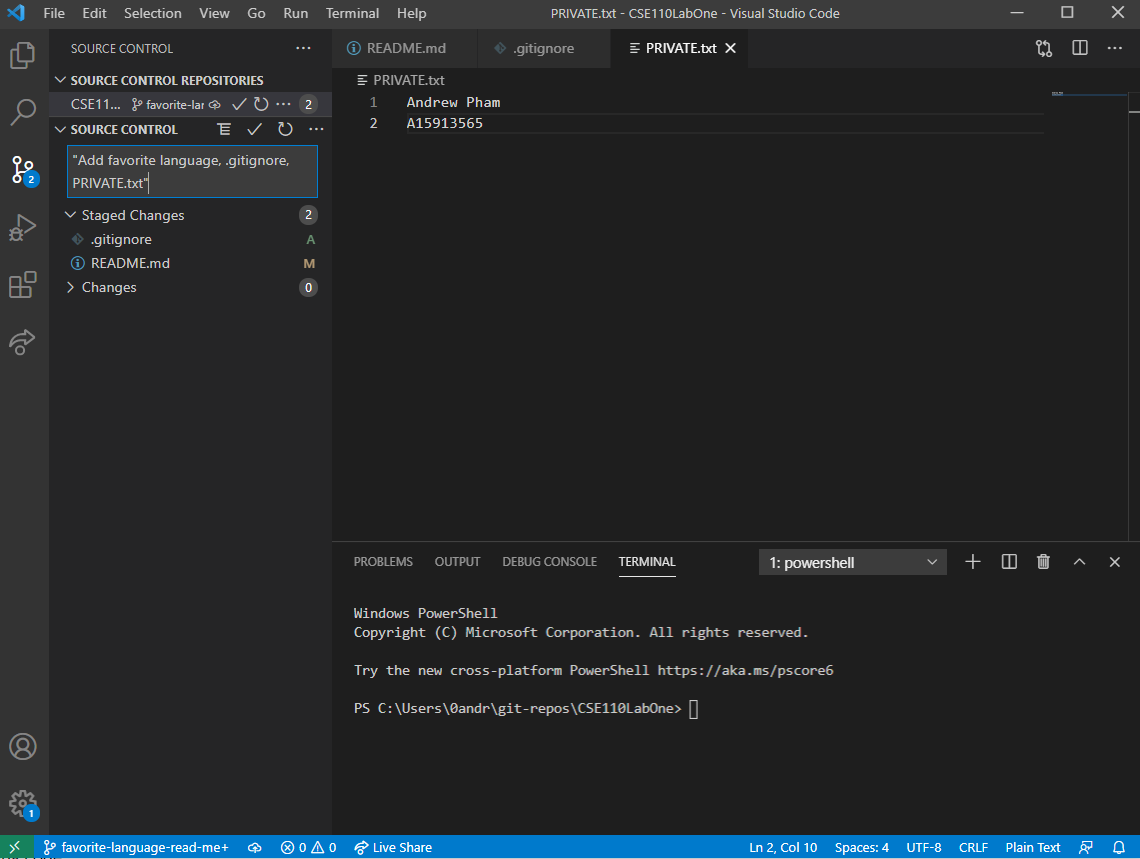 File Edit Selection View Go Run Terminal Help PRIVATE.txt - CSE110LabOne - Visual Studio Code
SOURCE CONTROL
SOURCE CONTROL REPOSITORIES
CSE11... favorite-lar 2
SOURCE CONTROL
"Add favorite language, .gitignore,
PRIVATE.txt"
Staged Changes 2
.gitignore A
README.md M
Changes 0
2
1
README.md .gitignore PRIVATE.txt
PRIVATE.txt
1 Andrew Pham
2 A15913565
PROBLEMS OUTPUT DEBUG CONSOLE TERMINAL 1: powershell
Windows PowerShell
Copyright (C) Microsoft Corporation. All rights reserved.
Try the new cross-platform PowerShell https://aka.ms/pscore6
PS C:\Users\0andr\git-repos\CSE110LabOne>
favorite-language-read-me+ 0 0 Live Share Ln 2, Col 10 Spaces: 4 UTF-8 CRLF Plain Text